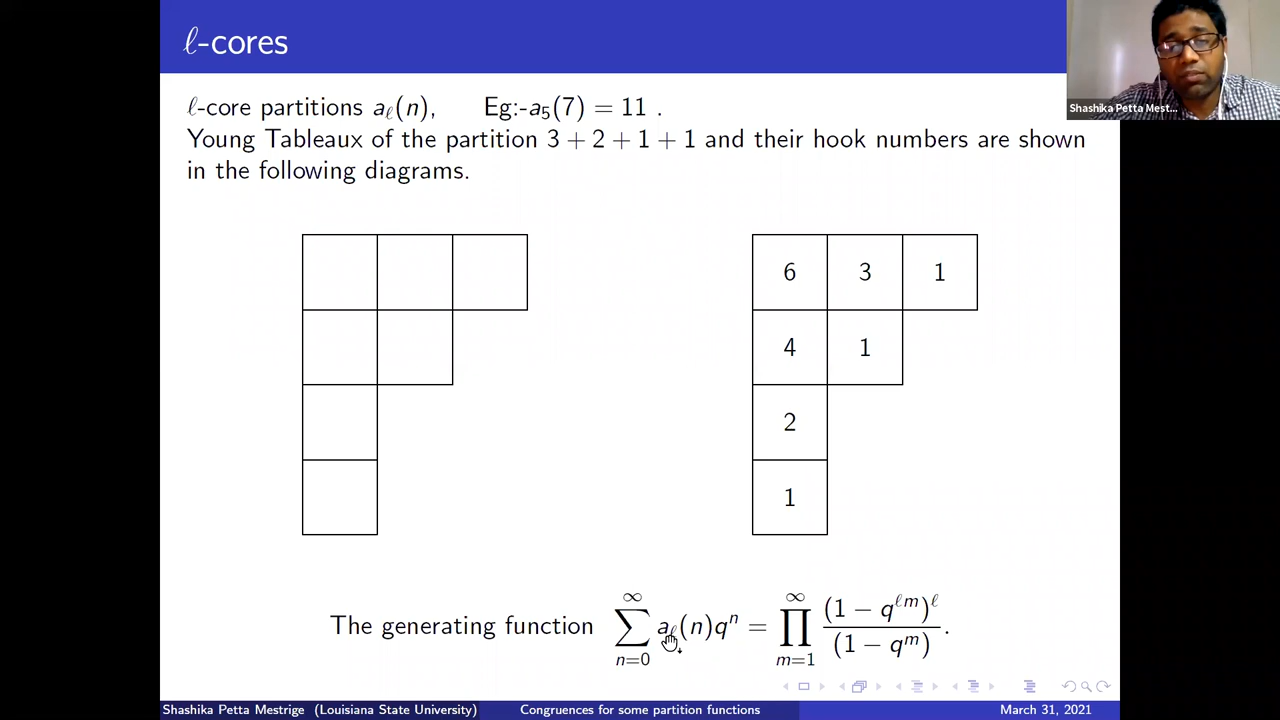 ℓ-cores
ℓ-core partitions aℓ(n), Eg:-a₅(7) = 11 .
Young Tableaux of the partition 3 + 2 + 1 + 1 and their hook numbers are shown
in the following diagrams.
6 3 1
4 1
2
1
The generating function ∑_{n=0}^{∞} a_ℓ(n)q^n = ∏_{m=1}^{∞} (1 − q^{ℓm})^ℓ / (1 − q^m) .
Shashika Petta Mest...
Shashika Petta Mestrige (Louisiana State University) Congruences for some partition functions March 31, 2021